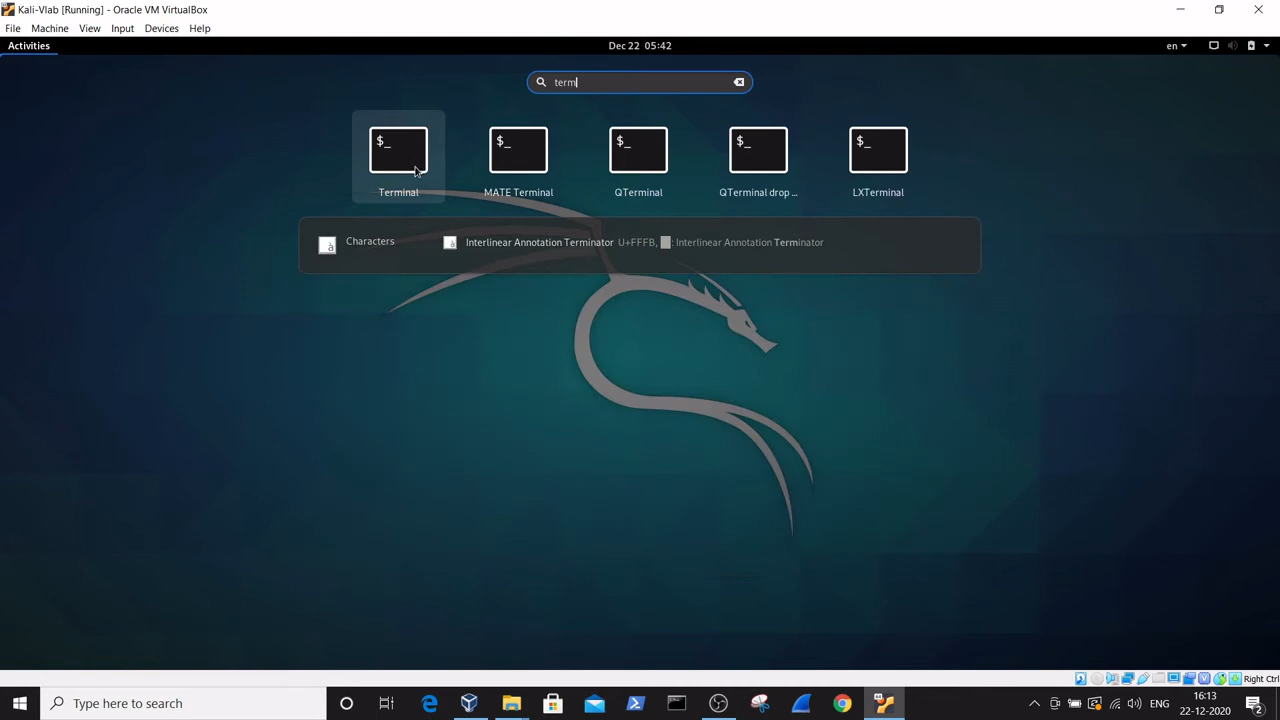 Kali-Vlab [Running] - Oracle VM VirtualBox
File Machine View Input Devices Help
Activities Dec 22 05:42 en
term
$_ $_ $_ $_ $_
Terminal MATE Terminal QTerminal QTerminal drop ... LXTerminal
à Characters à Interlinear Annotation Terminator U+FFFB, : Interlinear Annotation Terminator
Right Ctrl
Type here to search ENG 16:13
22-12-2020 2